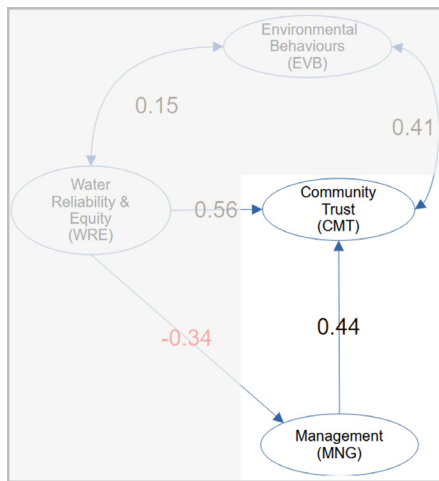 Environmental
Behaviours
(EVB)
0.15
0.41
Water
Reliability &
Equity
(WRE)
0.56
Community
Trust
(CMT)
-0.34
0.44
Management
(MNG)